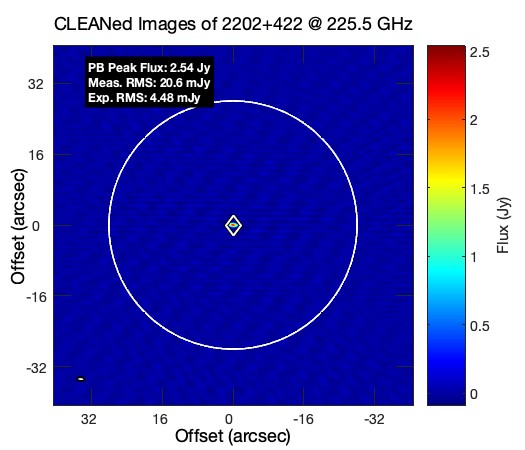 CLEANed Images of 2202+422 @ 225.5 GHz
PB Peak Flux: 2.54 Jy
Meas. RMS: 20.6 mJy
Exp. RMS: 4.48 mJy
32
16
0
-16
-32
Offset (arcsec)
32
16
0
-16
-32
Offset (arcsec)
2.5
2
1.5
1
0.5
0
Flux (Jy)